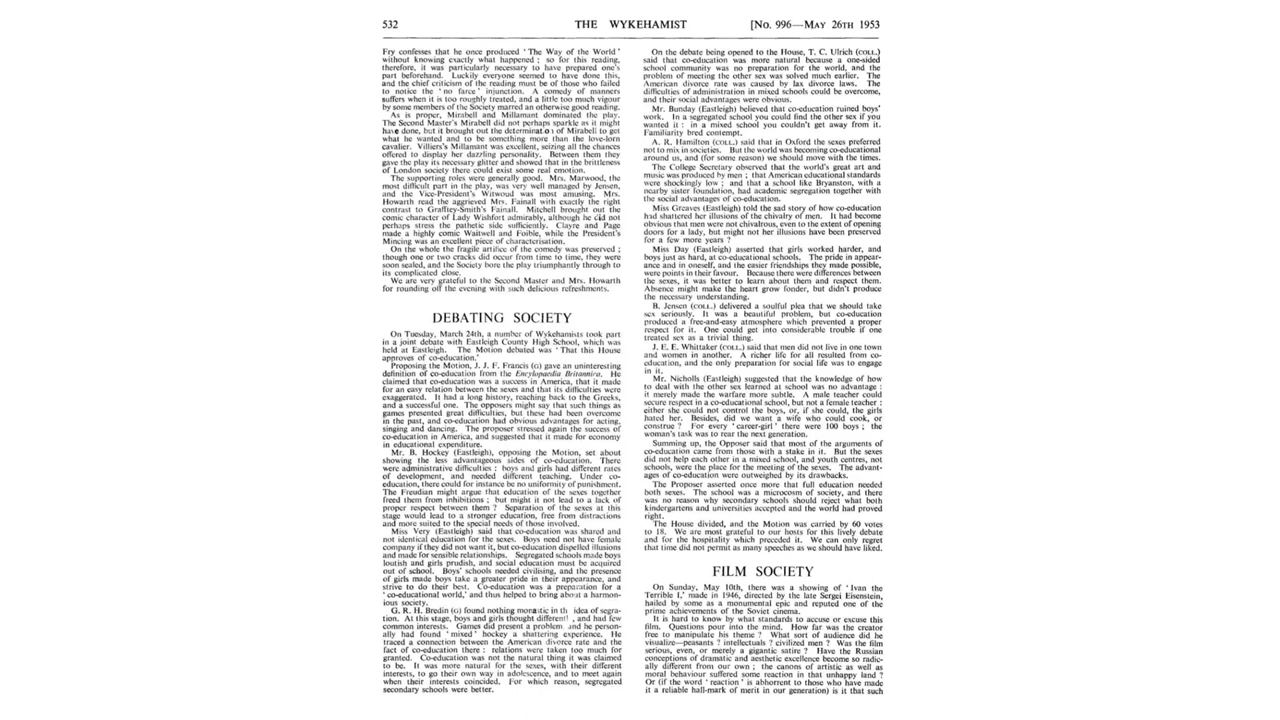 532
THE WYKEHAMIST
[No. 996—MAY 26TH 1953
Fry confesses that he once produced ' The Way of the World '
without knowing exactly what happened ; so for this reading,
therefore, it was particularly necessary to have prepared one's
part beforehand. Luckily everyone seemed to have done this,
and the chief criticism of the reading must be of those who failed
to notice the ' no farce ' injunction. A comedy of manners
suffers when it is too roughly treated, and a little too much vigour
by some members of the Society marred an otherwise good reading.
As is proper, Mirabell and Millamant dominated the play.
The Second Master's Mirabell did not perhaps sparkle as it might
have done, but it brought out the determinat o of Mirabell to get
what he wanted and to be something more than the love-lorn
cavalier. Villiers's Millamant was excellent, seizing all the chances
offered to display her dazzling personality. Between them they
gave the play its necessary glitter and showed that in the brittleness
of London society there could exist some real emotion.
The supporting roles were generally good. Mrs. Marwood, the
most difficult part in the play, was very well managed by Jensen,
and the Vice-President's Witwoud was most amusing. Mrs.
Howarth read the aggrieved Mrs. Fainall with exactly the right
contrast to Graffley-Smith's Fainall. Mitchell brought out the
comic character of Lady Wishfort admirably, although he did not
perhaps stress the pathetic side sufficiently. Clayre and Page
made a highly comic Waitwell and Foible, while the President's
Mincing was an excellent piece of characterisation.
On the whole the fragile artifice of the comedy was preserved ;
though one or two cracks did occur from time to time, they were
soon sealed, and the Society bore the play triumphantly through to
its complicated close.
We are very grateful to the Second Master and Mrs. Howarth
for rounding off the evening with such delicious refreshments.
DEBATING SOCIETY
On Tuesday, March 24th, a number of Wykehamists took part
in a joint debate with Eastleigh County High School, which was
held at Eastleigh. The Motion debated was ' That this House
approves of co-education.'
Proposing the Motion, J. J. F. Francis (G) gave an uninteresting
definition of co-education from the Encylopaedia Britannica. He
claimed that co-education was a success in America, that it made
for an easy relation between the sexes and that its difficulties were
exaggerated. It had a long history, reaching back to the Greeks,
and a successful one. The opposers might say that such things as
games presented great difficulties, but these had been overcome
in the past, and co-education had obvious advantages for acting,
singing and dancing. The proposer stressed again the success of
co-education in America, and suggested that it made for economy
in educational expenditure.
Mr. B. Hockey (Eastleigh), opposing the Motion, set about
showing the less advantageous sides of co-education. There
were administrative difficulties : boys and girls had different rates
of development, and needed different teaching. Under co-
education, there could for instance be no uniformity of punishment.
The Freudian might argue that education of the sexes together
freed them from inhibitions ; but might it not lead to a lack of
proper respect between them ? Separation of the sexes at this
stage would lead to a stronger education, free from distractions
and more suited to the special needs of those involved.
Miss Very (Eastleigh) said that co-education was shared and
not identical education for the sexes. Boys need not have female
company if they did not want it, but co-education dispelled illusions
and made for sensible relationships. Segregated schools made boys
loutish and girls prudish, and social education must be acquired
out of school. Boys' schools needed civilising, and the presence
of girls made boys take a greater pride in their appearance, and
strive to do their best. Co-education was a preparation for a
' co-educational world,' and thus helped to bring about a harmon-
ious society.
G. R. H. Bredin (G) found nothing monastic in th idea of segra-
tion. At this stage, boys and girls thought different , and had few
common interests. Games did present a problem and he person-
ally had found ' mixed ' hockey a shattering experience. He
traced a connection between the American divorce rate and the
fact of co-education there : relations were taken too much for
granted. Co-education was not the natural thing it was claimed
to be. It was more natural for the sexes, with their different
interests, to go their own way in adolescence, and to meet again
when their interests coincided. For which reason, segregated
secondary schools were better.
On the debate being opened to the House, T. C. Ulrich (COLL.)
said that co-education was more natural because a one-sided
school community was no preparation for the world, and the
problem of meeting the other sex was solved much earlier. The
American divorce rate was caused by lax divorce laws. The
difficulties of administration in mixed schools could be overcome,
and their social advantages were obvious.
Mr. Bunday (Eastleigh) believed that co-education ruined boys'
work. In a segregated school you could find the other sex if you
wanted it : in a mixed school you couldn't get away from it.
Familiarity bred contempt.
A. R. Hamilton (COLL.) said that in Oxford the sexes preferred
not to mix in societies. But the world was becoming co-educational
around us, and (for some reason) we should move with the times.
The College Secretary observed that the world's great art and
music was produced by men ; that American educational standards
were shockingly low ; and that a school like Bryanston, with a
nearby sister foundation, had academic segregation together with
the social advantages of co-education.
Miss Greaves (Eastleigh) told the sad story of how co-education
had shattered her illusions of the chivalry of men. It had become
obvious that men were not chivalrous, even to the extent of opening
doors for a lady, but might not her illusions have been preserved
for a few more years ?
Miss Day (Eastleigh) asserted that girls worked harder, and
boys just as hard, at co-educational schools. The pride in appear-
ance and in oneself, and the easier friendships they made possible,
were points in their favour. Because there were differences between
the sexes, it was better to learn about them and respect them.
Absence might make the heart grow fonder, but didn't produce
the necessary understanding.
B. Jensen (COLL.) delivered a soulful plea that we should take
sex seriously. It was a beautiful problem, but co-education
produced a free-and-easy atmosphere which prevented a proper
respect for it. One could get into considerable trouble if one
treated sex as a trivial thing.
J. E. E. Whittaker (COLL.) said that men did not live in one town
and women in another. A richer life for all resulted from co-
education, and the only preparation for social life was to engage
in it.
Mr. Nicholls (Eastleigh) suggested that the knowledge of how
to deal with the other sex learned at school was no advantage :
it merely made the warfare more subtle. A male teacher could
secure respect in a co-educational school, but not a female teacher :
either she could not control the boys, or, if she could, the girls
hated her. Besides, did we want a wife who could cook, or
construe ? For every ' career-girl ' there were 100 boys ; the
woman's task was to rear the next generation.
Summing up, the Opposer said that most of the arguments of
co-education came from those with a stake in it. But the sexes
did not help each other in a mixed school, and youth centres, not
schools, were the place for the meeting of the sexes. The advant-
ages of co-education were outweighed by its drawbacks.
The Proposer asserted once more that full education needed
both sexes. The school was a microcosm of society, and there
was no reason why secondary schools should reject what both
kindergartens and universities accepted and the world had proved
right.
The House divided, and the Motion was carried by 60 votes
to 18. We are most grateful to our hosts for this lively debate
and for the hospitality which preceded it. We can only regret
that time did not permit as many speeches as we should have liked.
FILM SOCIETY
On Sunday, May 10th, there was a showing of ' Ivan the
Terrible I,' made in 1946, directed by the late Sergei Eisenstein,
hailed by some as a monumental epic and reputed one of the
prime achievements of the Soviet cinema.
It is hard to know by what standards to accuse or excuse this
film. Questions pour into the mind. How far was the creator
free to manipulate his theme ? What sort of audience did he
visualize—peasants ? intellectuals ? civilized men ? Was the film
serious, even, or merely a gigantic satire ? Have the Russian
conceptions of dramatic and aesthetic excellence become so radic-
ally different from our own ; the canons of artistic as well as
moral behaviour suffered some reaction in that unhappy land ?
Or (if the word ' reaction ' is abhorrent to those who have made
it a reliable hall-mark of merit in our generation) is it that such